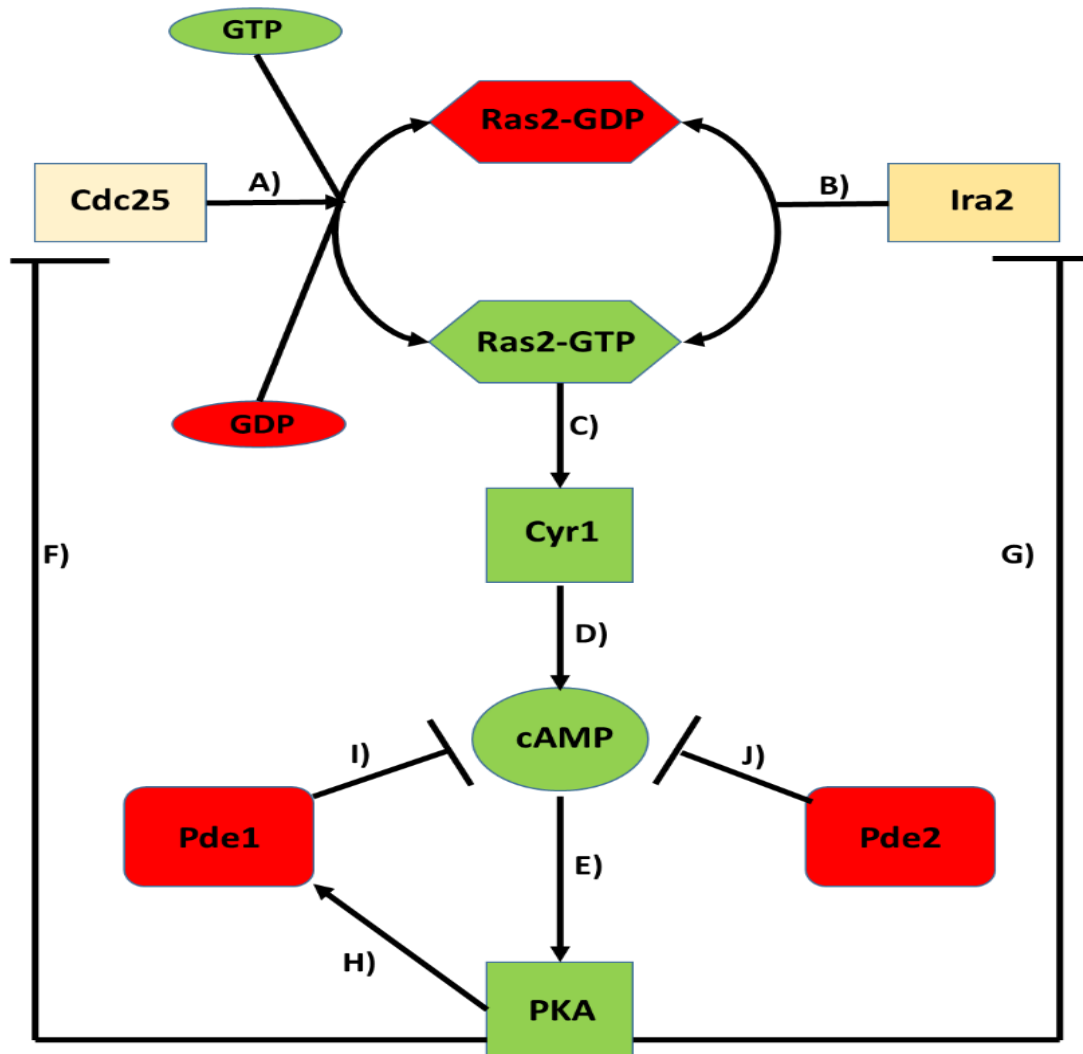 GTP
Ras2-GDP
A)
B)
Cdc25
Ira2
Ras2-GTP
GDP
C)
Cyr1
F)
G)
D)
cAMP
I)
J)
Pde1
Pde2
E)
H)
PKA